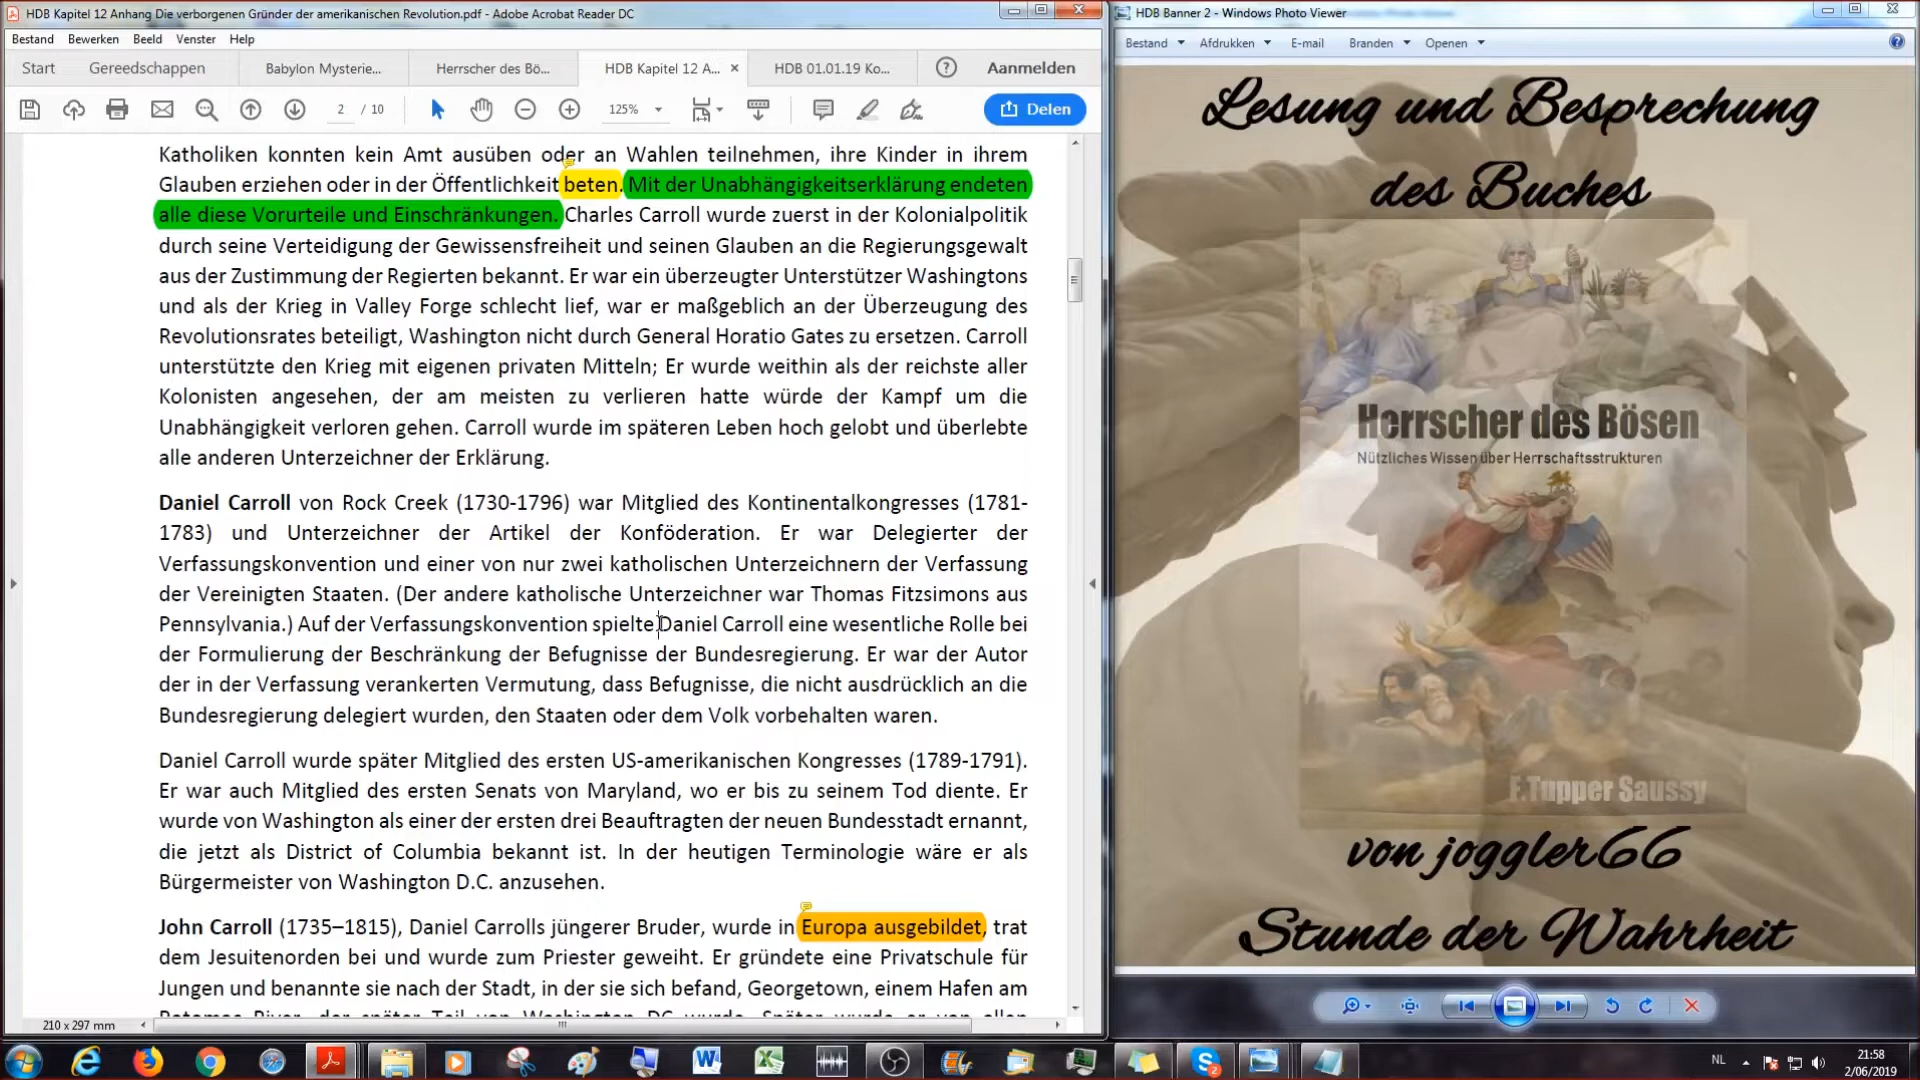 HDB Kapitel 12 Anhang Die verborgenen Gründer der amerikanischen Revolution.pdf - Adobe Acrobat Reader DC
Bestand Bewerken Beeld Venster Help
Start Gereedschappen Babylon Mysterie... Herrscher des Bö... HDB Kapitel 12 A... × HDB 01.01.19 Ko... Aanmelden
2 / 10 125% Delen
Katholiken konnten kein Amt ausüben oder an Wahlen teilnehmen, ihre Kinder in ihrem
Glauben erziehen oder in der Öffentlichkeit beten. Mit der Unabhängigkeitserklärung endeten
alle diese Vorurteile und Einschränkungen. Charles Carroll wurde zuerst in der Kolonialpolitik
durch seine Verteidigung der Gewissensfreiheit und seinen Glauben an die Regierungsgewalt
aus der Zustimmung der Regierten bekannt. Er war ein überzeugter Unterstützer Washingtons
und als der Krieg in Valley Forge schlecht lief, war er maßgeblich an der Überzeugung des
Revolutionsrates beteiligt, Washington nicht durch General Horatio Gates zu ersetzen. Carroll
unterstützte den Krieg mit eigenen privaten Mitteln; Er wurde weithin als der reichste aller
Kolonisten angesehen, der am meisten zu verlieren hatte würde der Kampf um die
Unabhängigkeit verloren gehen. Carroll wurde im späteren Leben hoch gelobt und überlebte
alle anderen Unterzeichner der Erklärung.
Daniel Carroll von Rock Creek (1730-1796) war Mitglied des Kontinentalkongresses (1781-
1783) und Unterzeichner der Artikel der Konföderation. Er war Delegierter der
Verfassungskonvention und einer von nur zwei katholischen Unterzeichnern der Verfassung
der Vereinigten Staaten. (Der andere katholische Unterzeichner war Thomas Fitzsimons aus
Pennsylvania.) Auf der Verfassungskonvention spielte Daniel Carroll eine wesentliche Rolle bei
der Formulierung der Beschränkung der Befugnisse der Bundesregierung. Er war der Autor
der in der Verfassung verankerten Vermutung, dass Befugnisse, die nicht ausdrücklich an die
Bundesregierung delegiert wurden, den Staaten oder dem Volk vorbehalten waren.
Daniel Carroll wurde später Mitglied des ersten US-amerikanischen Kongresses (1789-1791).
Er war auch Mitglied des ersten Senats von Maryland, wo er bis zu seinem Tod diente. Er
wurde von Washington als einer der ersten drei Beauftragten der neuen Bundesstadt ernannt,
die jetzt als District of Columbia bekannt ist. In der heutigen Terminologie wäre er als
Bürgermeister von Washington D.C. anzusehen.
John Carroll (1735–1815), Daniel Carrolls jüngerer Bruder, wurde in Europa ausgebildet, trat
dem Jesuitenorden bei und wurde zum Priester geweiht. Er gründete eine Privatschule für
Jungen und benannte sie nach der Stadt, in der sie sich befand, Georgetown, einem Hafen am
210 x 297 mm
HDB Banner 2 - Windows Photo Viewer
Bestand Afdrukken E-mail Branden Openen
Lesung und Besprechung
des Buches
Herrscher des Bösen
Nützliches Wissen über Herrschaftsstrukturen
F.Tupper Saussy
von joggler66
Stunde der Wahrheit
NL
21:58
2/06/2019